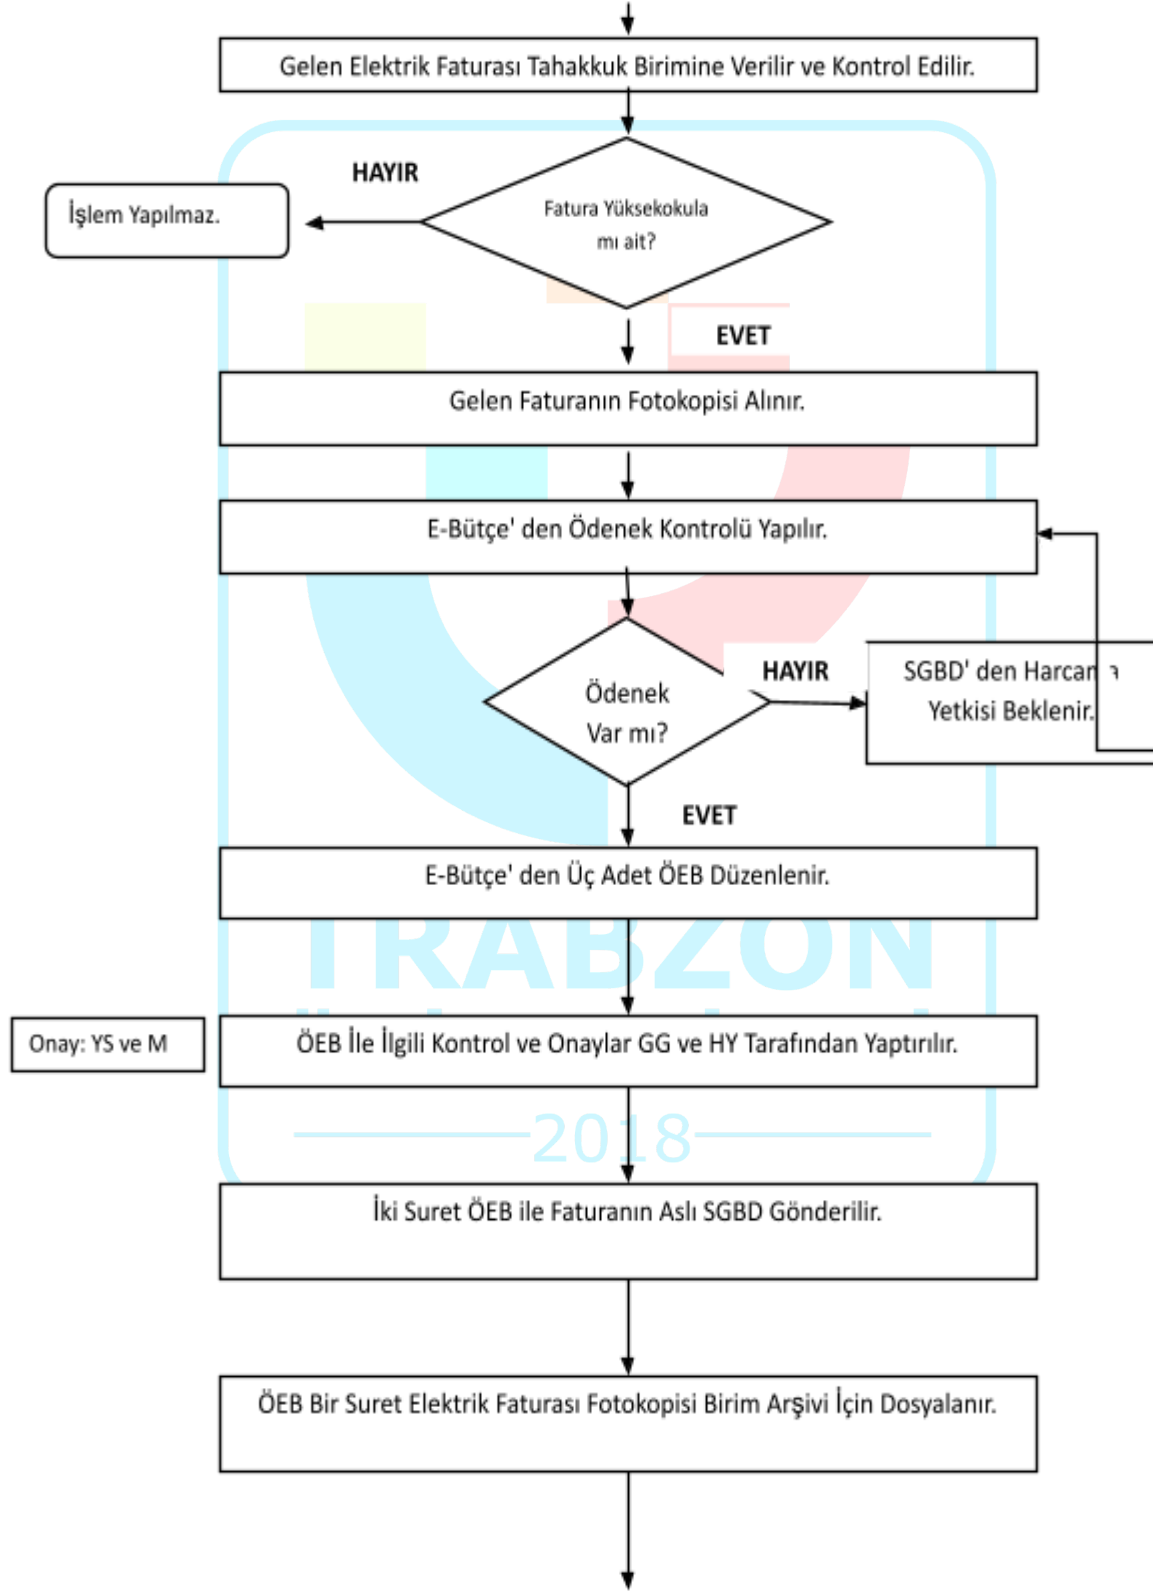 Gelen Elektrik Faturası Tahakkuk Birimine Verilir ve Kontrol Edilir.
HAYIR
İşlem Yapılmaz.
Fatura Yüksekokula
mı ait?
EVET
Gelen Faturanın Fotokopisi Alınır.
E-Bütçe' den Ödenek Kontrolü Yapılır.
Ödenek
Var mı?
HAYIR
SGBD' den Harcama
Yetkisi Beklenir.
EVET
E-Bütçe' den Üç Adet ÖEB Düzenlenir.
TRABZON
Onay: YS ve M
ÖEB İle İlgili Kontrol ve Onaylar GG ve HY Tarafından Yaptırılır.
2018
İki Suret ÖEB ile Faturanın Aslı SGBD Gönderilir.
ÖEB Bir Suret Elektrik Faturası Fotokopisi Birim Arşivi İçin Dosyalanır.